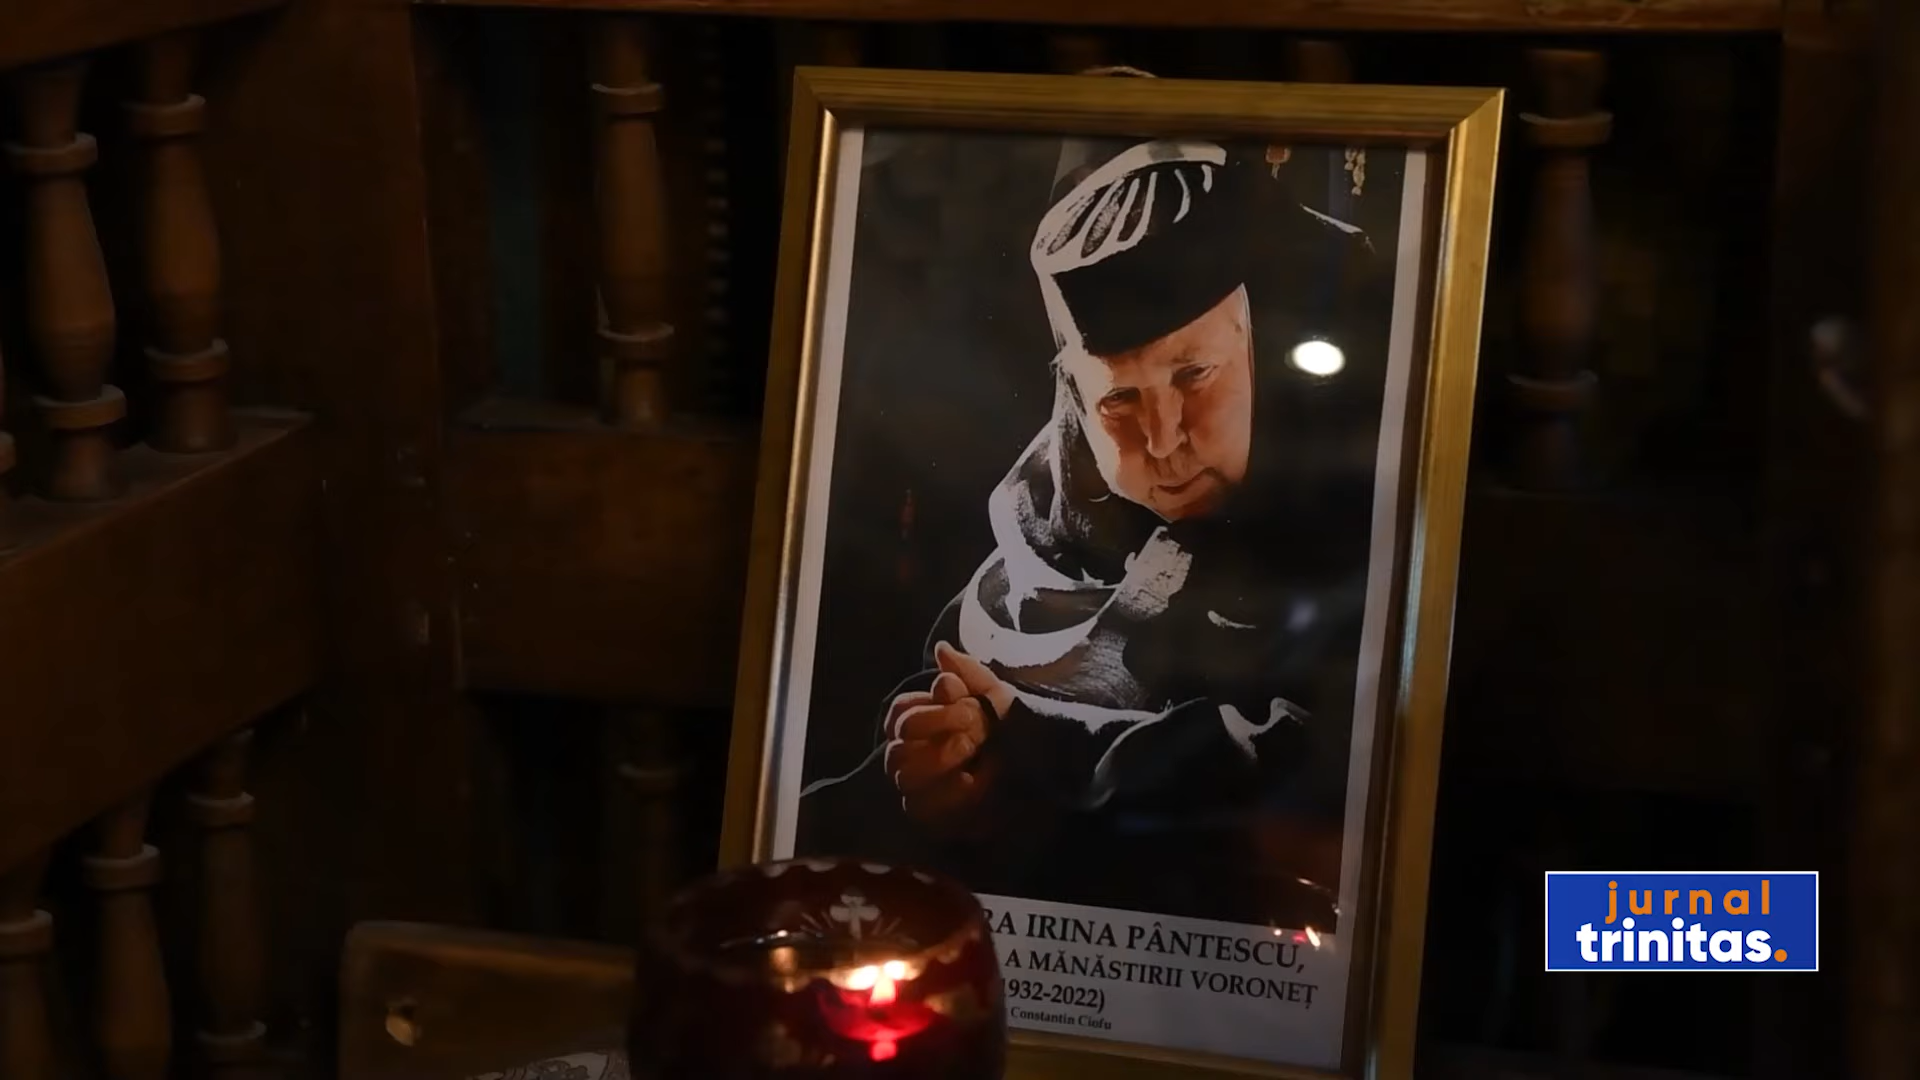 RA IRINA PÂNTESCU,
A MĂNĂSTIRII VORONEȚ
1932-2022)
Constantin Ciofu
jurnal
trinitas.